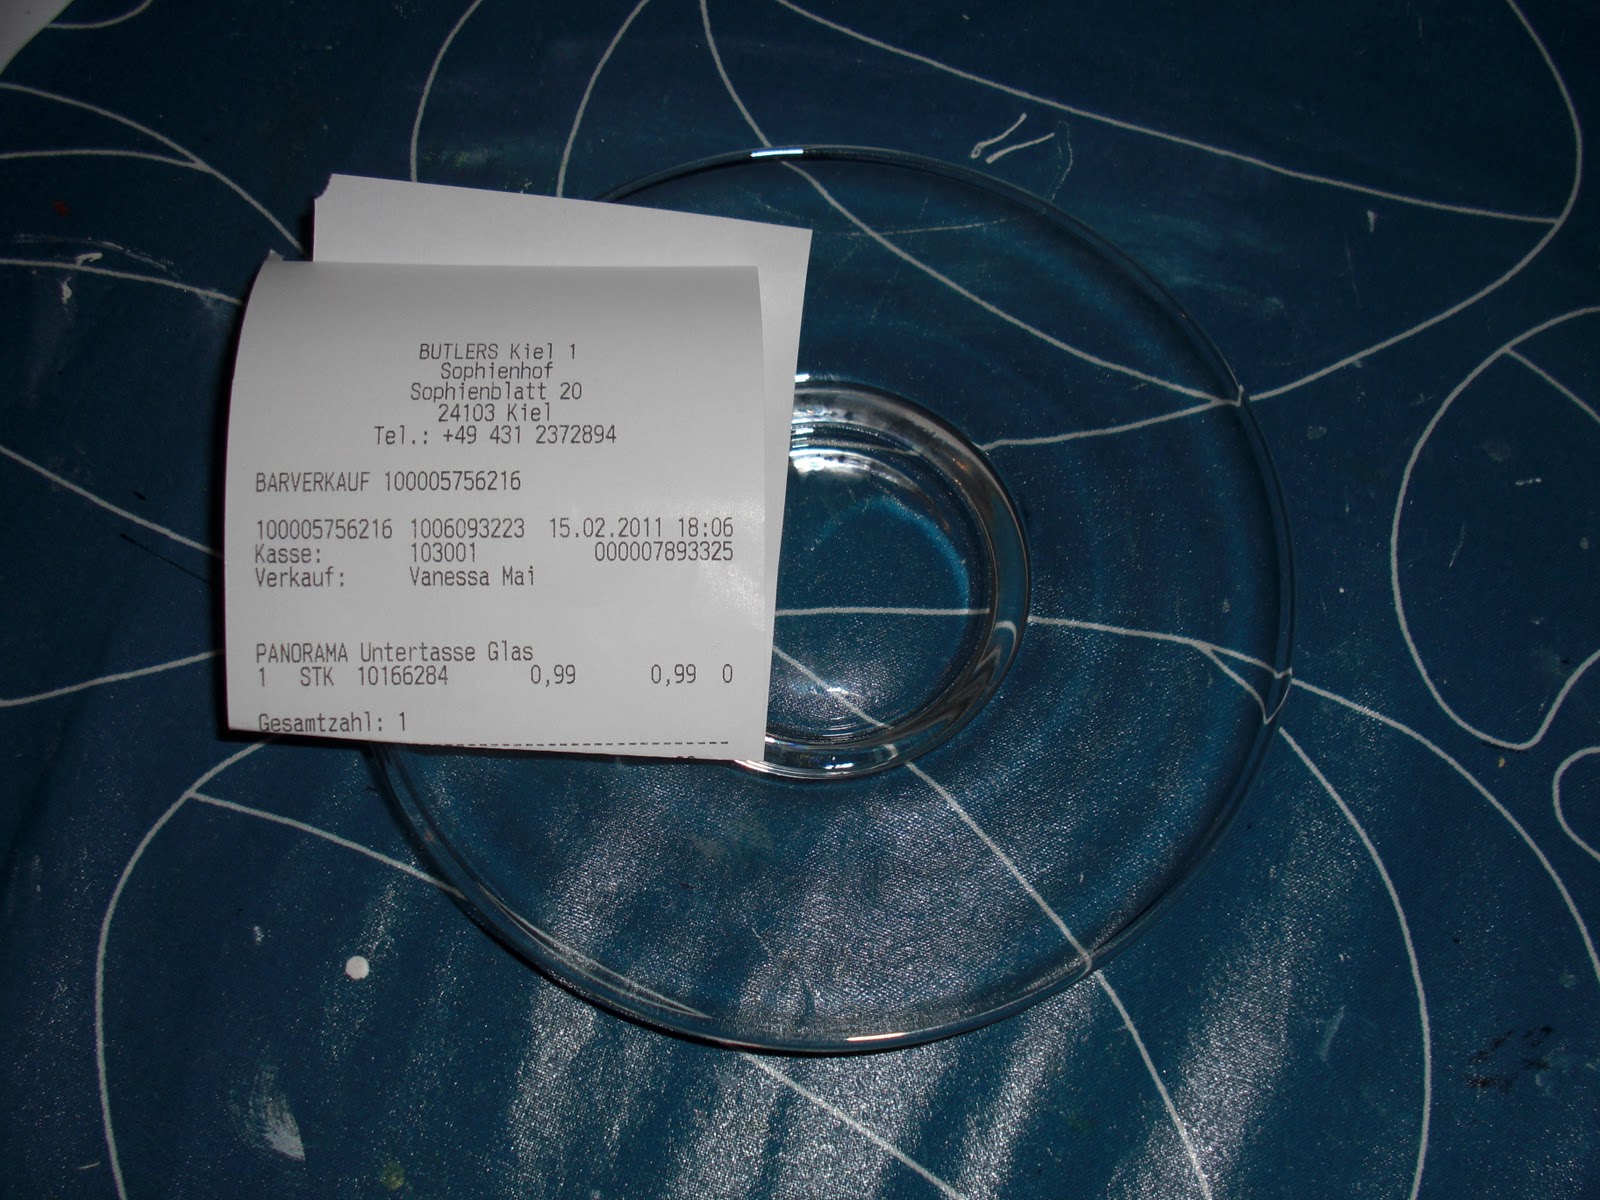 BUTLERS Kiel 1
Sophienhof
Sophienblatt 20
24103 Kiel
Tel.: +49 431 2372894
BARVERKAUF 100005756216
100005756216 1006093223 15.02.2011 18:06
Kasse: 103001 000007893325
Verkauf: Vanessa Mai
PANORAMA Untertasse Glas
1 STK 10166284 0,99 0,99 0
Gesamtzahl: 1